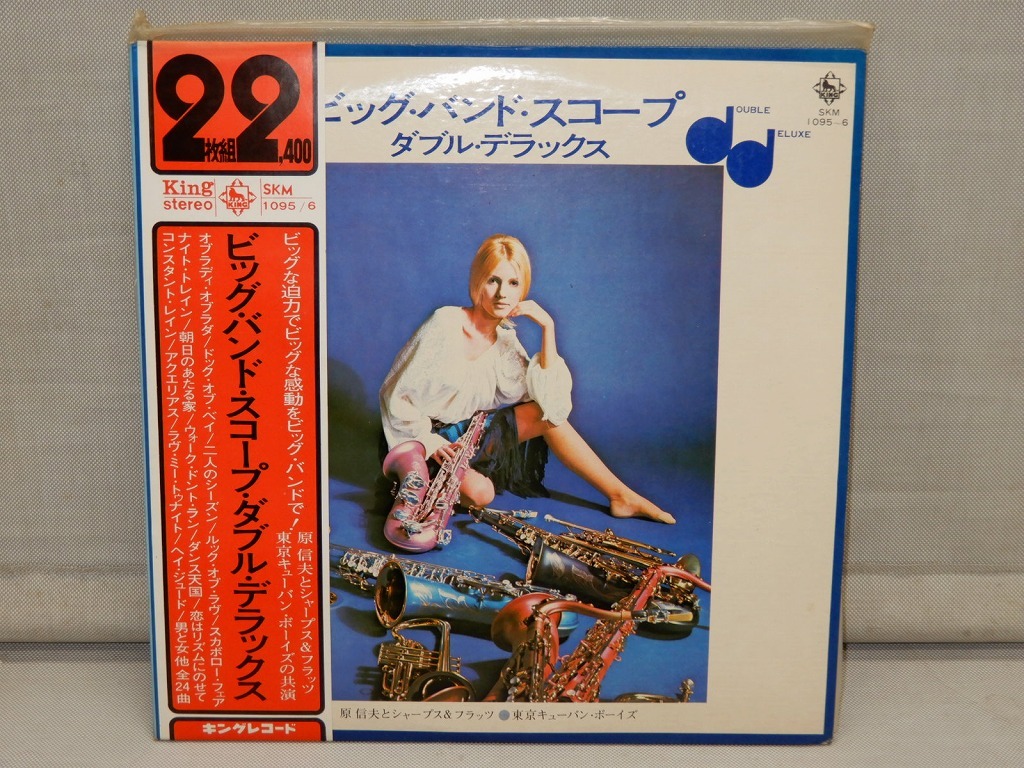 22
枚組
,400
King
stereo
KING
SKM
1095/6
ビッグな迫力でビッグな感動をビッグ・バンドで!
原 信夫とシャープス&フラッツ
東京キューバン・ボーイズの共演
ビッグ・バンド・スコープ・ダブル・デラックス
オブラディ・オブラダ/ドック・オブ・ベイ/二人のシーズン/ルック・オブ・ラヴ/スカボロー・フェア
ナイト・トレイン/朝日のあたる家/ウォーク・ドント・ラン/ダンス天国/恋はリズムにのせて
コンスタント・レイン/アクエリアス/ラヴ・ミー・トゥナイト/ヘイ・ジュード/男と女他全24曲
キングレコード
ビッグ・バンド・スコープ
ダブル・デラックス
DOUBLE
DELUXE
KING
SKM
1095-6
原 信夫とシャープス&フラッツ●東京キューバン・ボーイズ